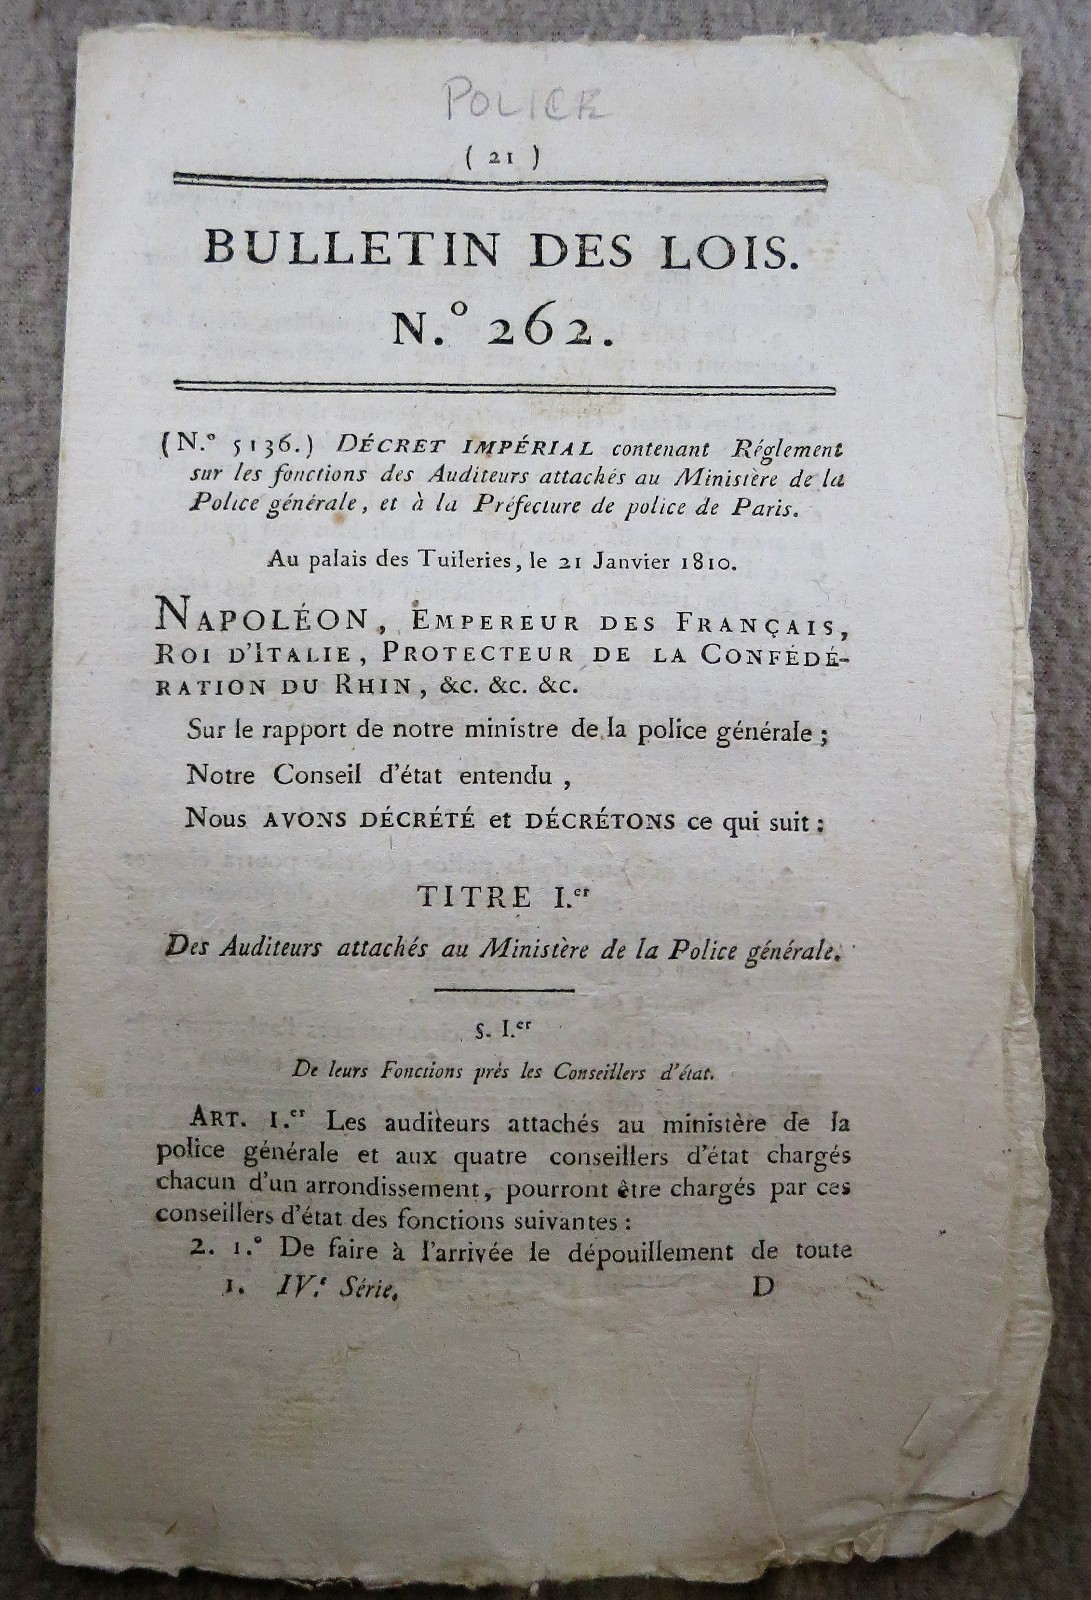 POLICE
( 21 )
BULLETIN DES LOIS.
N.° 262.
(N.° 5136.) DÉCRET IMPÉRIAL contenant Réglement
sur les fonctions des Auditeurs attachés au Ministère de la
Police générale, et à la Préfecture de police de Paris.
Au palais des Tuileries, le 21 Janvier 1810.
NAPOLÉON, EMPEREUR DES FRANÇAIS,
ROI D'ITALIE, PROTECTEUR DE LA CONFÉDÉ-
RATION DU RHIN, &c. &c. &c.
Sur le rapport de notre ministre de la police générale ;
Notre Conseil d'état entendu ,
Nous AVONS DÉCRÉTÉ et DÉCRÉTONS ce qui suit :
TITRE I.er
Des Auditeurs attachés au Ministère de la Police générale.
S. I.er
De leurs Fonctions près les Conseillers d'état.
ART. 1.er Les auditeurs attachés au ministère de la
police générale et aux quatre conseillers d'état chargés
chacun d'un arrondissement, pourront être chargés par ces
conseillers d'état des fonctions suivantes :
2. 1.° De faire à l'arrivée le dépouillement de toute
1. IV.e Série. D